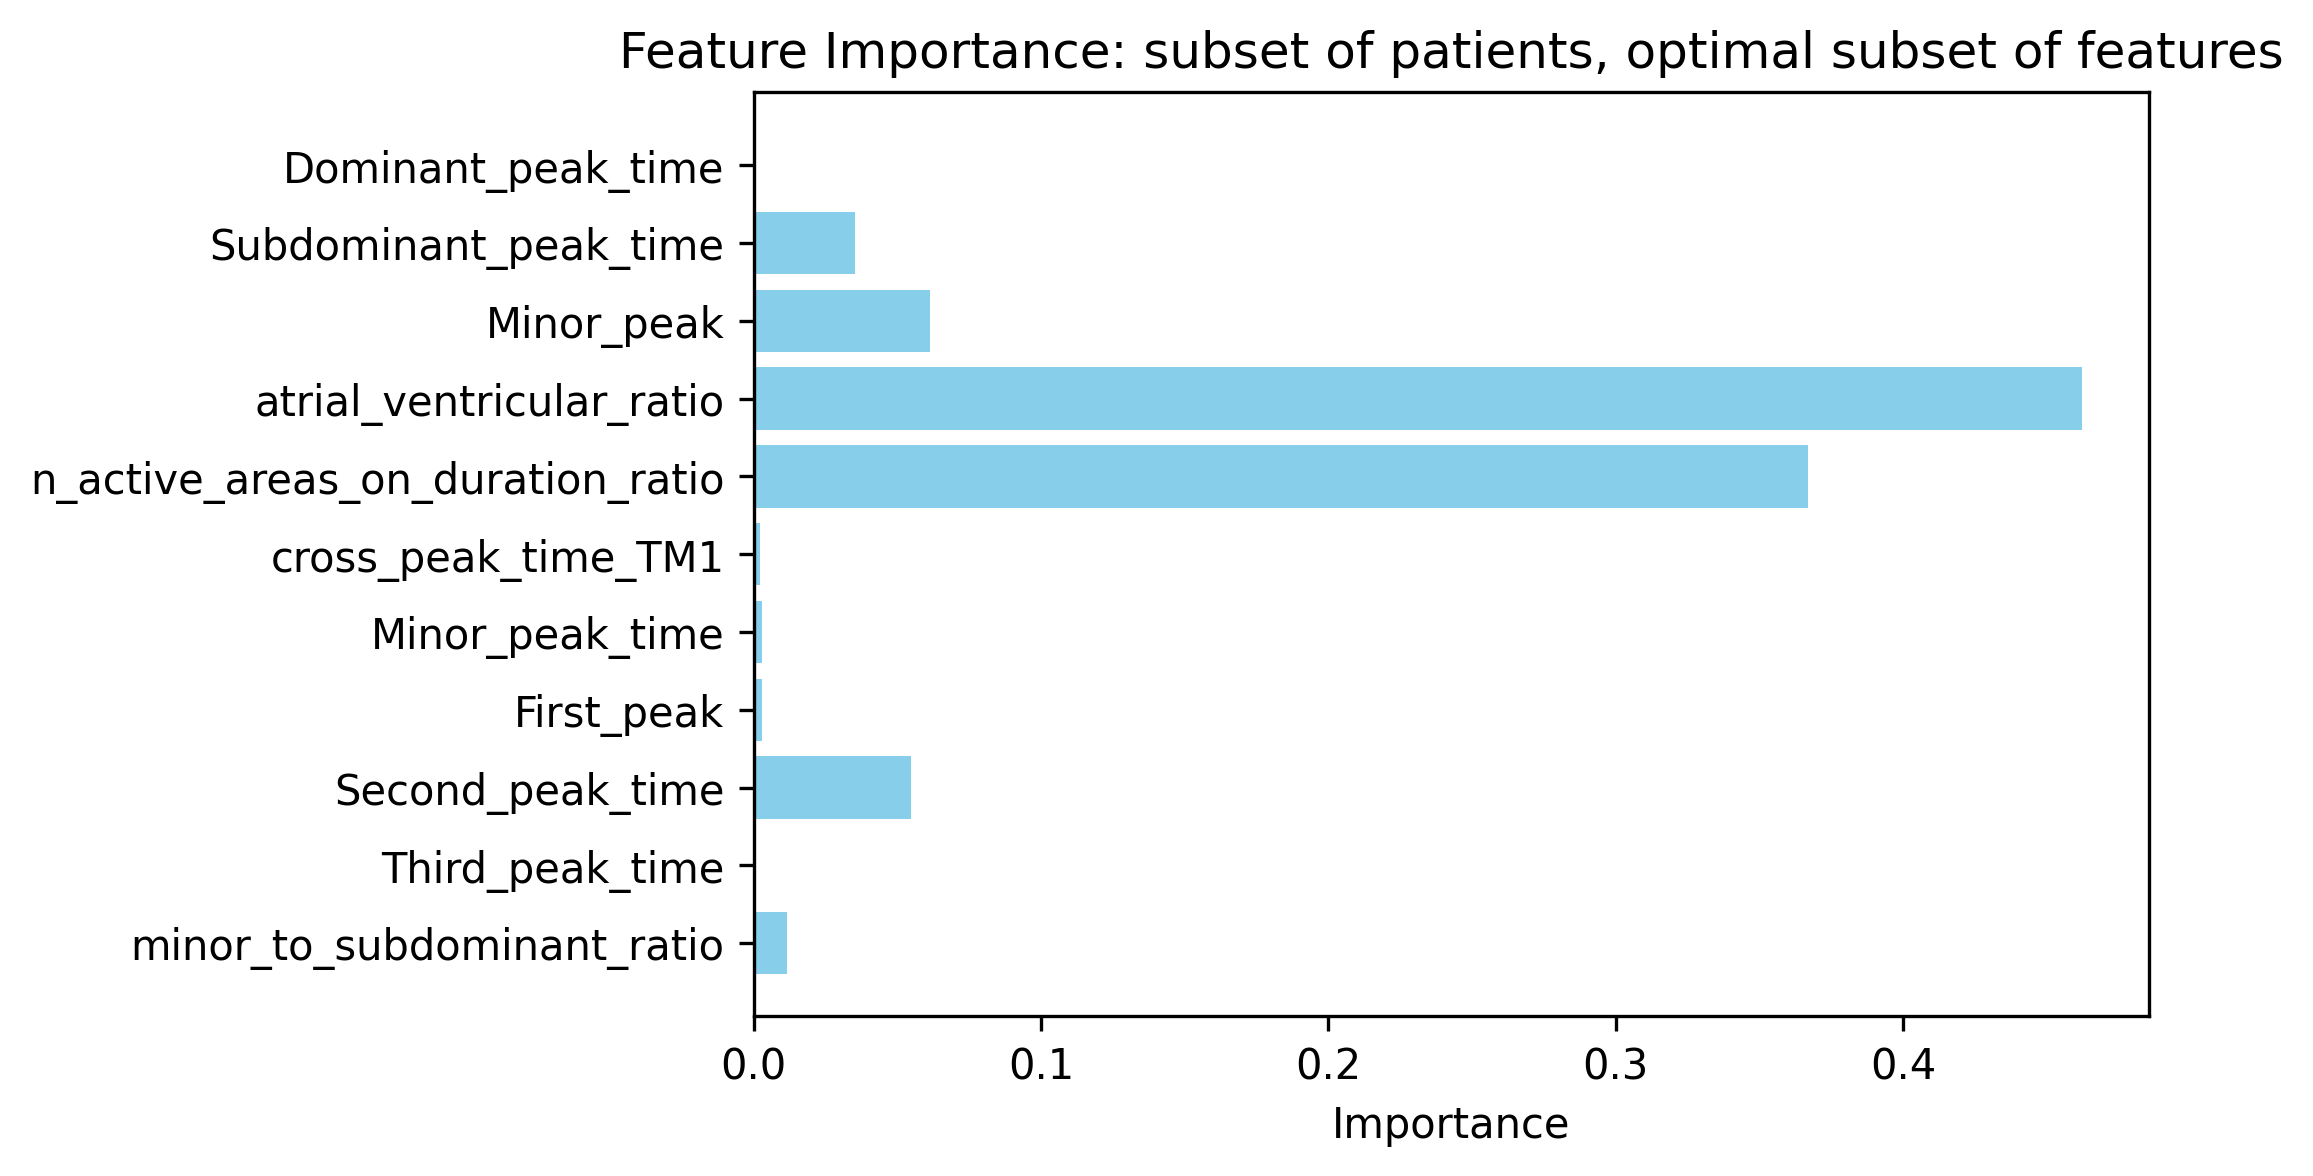 Feature Importance: subset of patients, optimal subset of features
Dominant_peak_time
Subdominant_peak_time
Minor_peak
atrial_ventricular_ratio
n_active_areas_on_duration_ratio
cross_peak_time_TM1
Minor_peak_time
First_peak
Second_peak_time
Third_peak_time
minor_to_subdominant_ratio
0.0 0.1 0.2 0.3 0.4
Importance